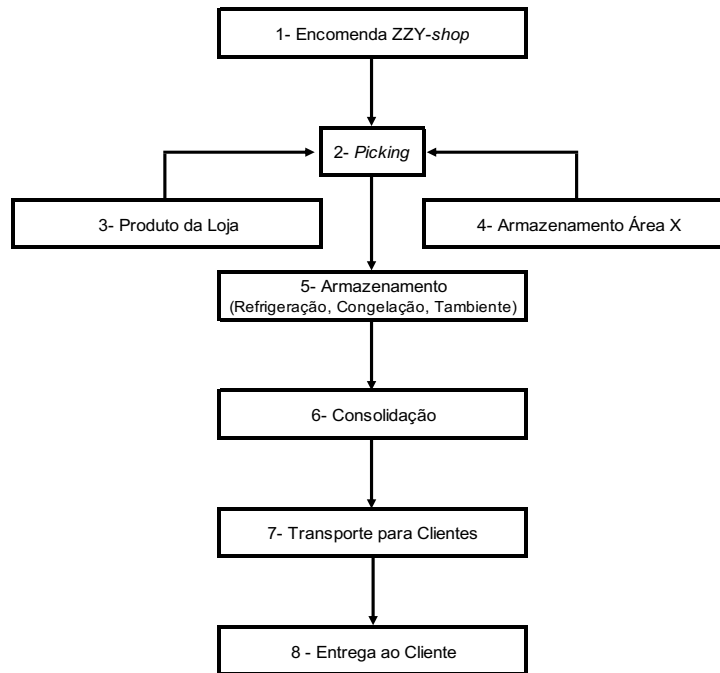 1- Encomenda ZZY-shop
2- Picking
3- Produto da Loja
4- Armazenamento Área X
5- Armazenamento
(Refrigeração, Congelação, Tambiente)
6- Consolidação
7- Transporte para Clientes
8 - Entrega ao Cliente